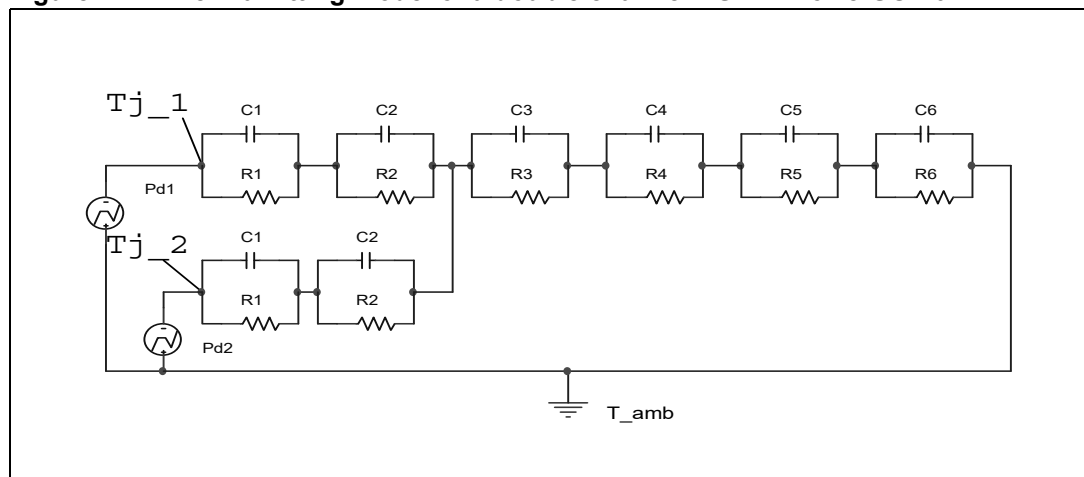 Tj_1
C1 C2 C3 C4 C5 C6
R1 R2 R3 R4 R5 R6
Pd1
Tj_2
C1 C2
R1 R2
Pd2
T_amb